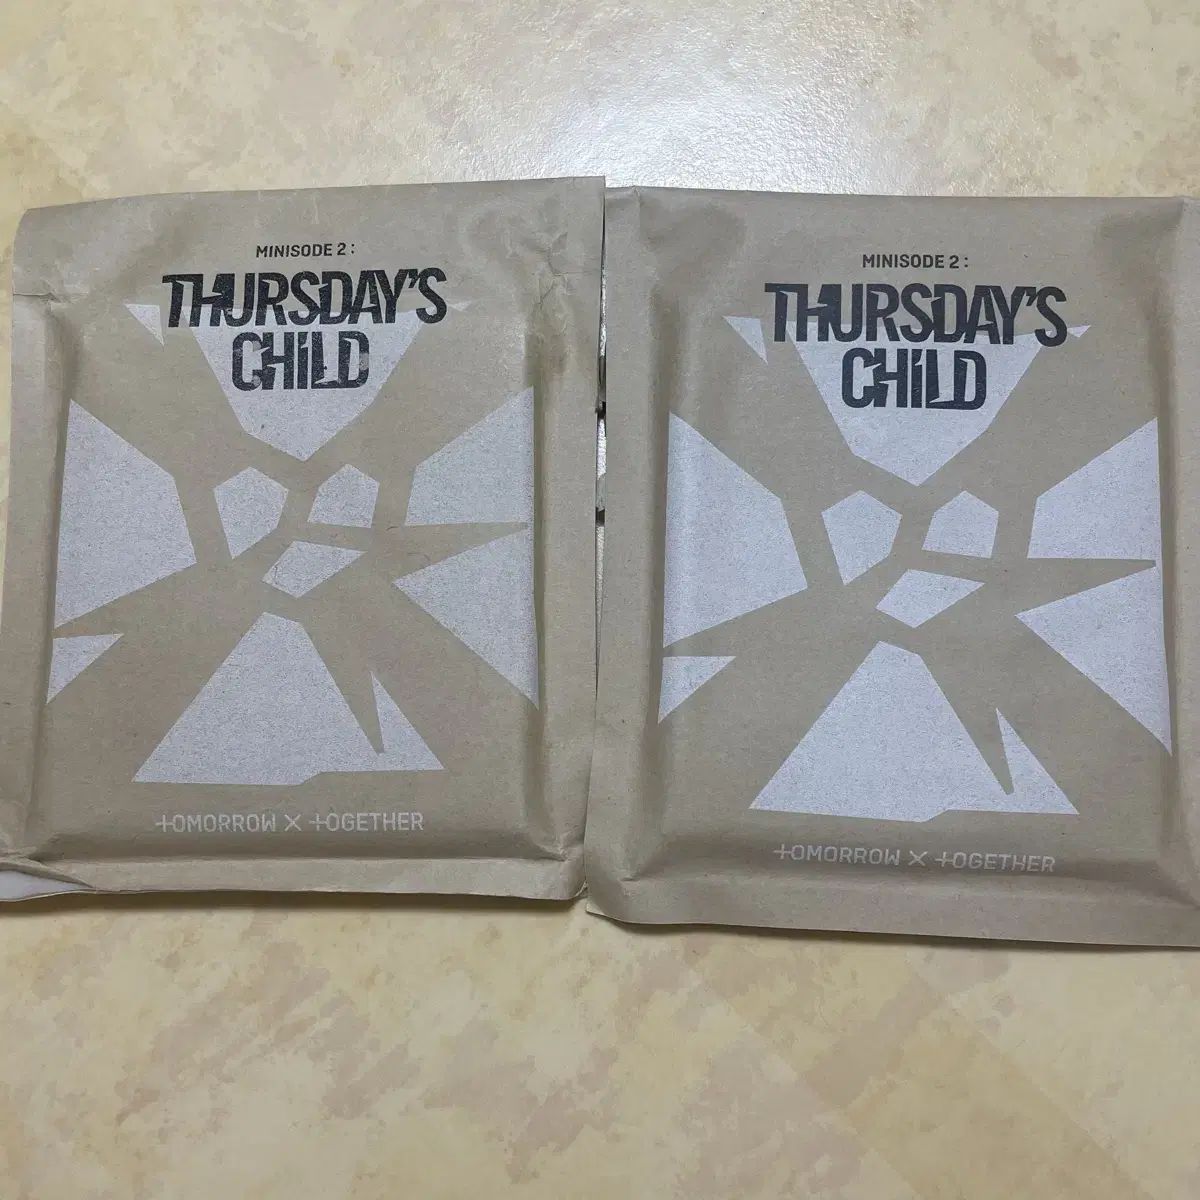 MINISODE 2 :
THURSDAY'S
CHILD
TOMORROW X TOGETHER
MINISODE 2 :
THURSDAY'S
CHILD
TOMORROW X TOGETHER